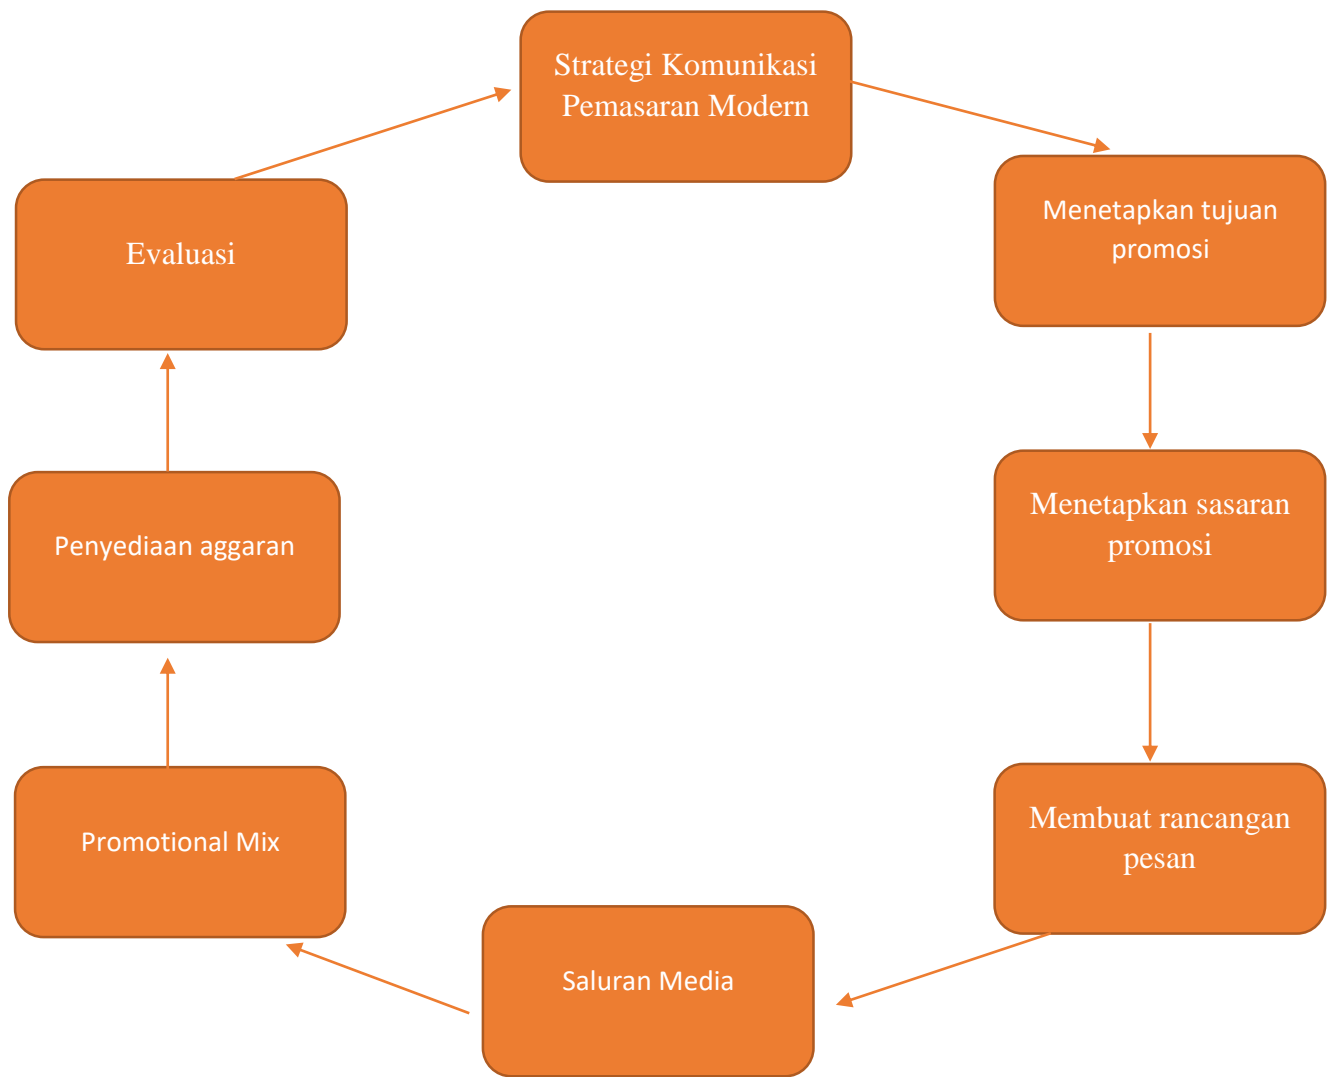 Strategi Komunikasi
Pemasaran Modern
Menetapkan tujuan
promosi
Menetapkan sasaran
promosi
Membuat rancangan
pesan
Saluran Media
Promotional Mix
Penyediaan aggaran
Evaluasi